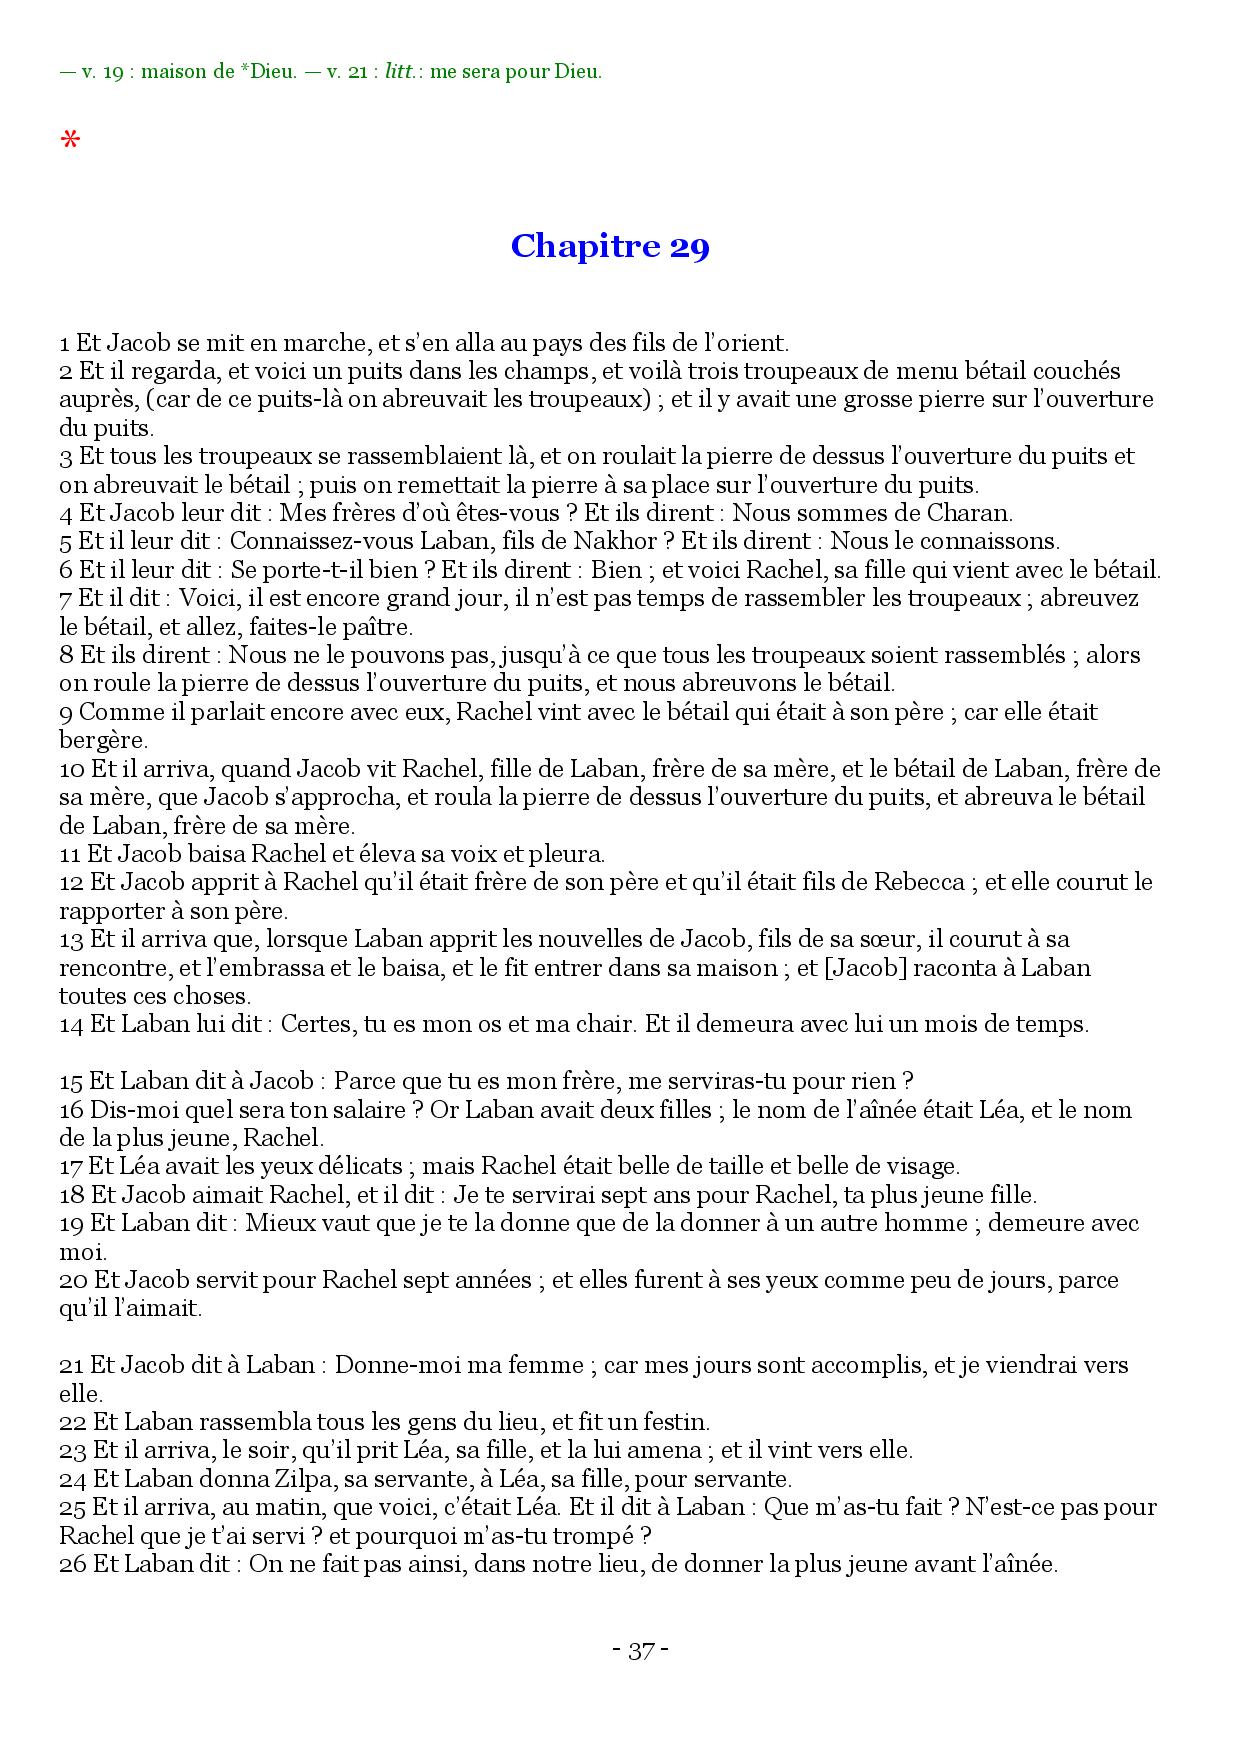 — v. 19 : maison de *Dieu. — v. 21 : litt.: me sera pour Dieu.
*
Chapitre 29
1 Et Jacob se mit en marche, et s’en alla au pays des fils de l’orient.
2 Et il regarda, et voici un puits dans les champs, et voilà trois troupeaux de menu bétail couchés
auprès, (car de ce puits-là on abreuvait les troupeaux) ; et il y avait une grosse pierre sur l’ouverture
du puits.
3 Et tous les troupeaux se rassemblaient là, et on roulait la pierre de dessus l’ouverture du puits et
on abreuvait le bétail ; puis on remettait la pierre à sa place sur l’ouverture du puits.
4 Et Jacob leur dit : Mes frères d’où êtes-vous ? Et ils dirent : Nous sommes de Charan.
5 Et il leur dit : Connaissez-vous Laban, fils de Nakhor ? Et ils dirent : Nous le connaissons.
6 Et il leur dit : Se porte-t-il bien ? Et ils dirent : Bien ; et voici Rachel, sa fille qui vient avec le bétail.
7 Et il dit : Voici, il est encore grand jour, il n’est pas temps de rassembler les troupeaux ; abreuvez
le bétail, et allez, faites-le paître.
8 Et ils dirent : Nous ne le pouvons pas, jusqu’à ce que tous les troupeaux soient rassemblés ; alors
on roule la pierre de dessus l’ouverture du puits, et nous abreuvons le bétail.
9 Comme il parlait encore avec eux, Rachel vint avec le bétail qui était à son père ; car elle était
bergère.
10 Et il arriva, quand Jacob vit Rachel, fille de Laban, frère de sa mère, et le bétail de Laban, frère de
sa mère, que Jacob s’approcha, et roula la pierre de dessus l’ouverture du puits, et abreuva le bétail
de Laban, frère de sa mère.
11 Et Jacob baisa Rachel et éleva sa voix et pleura.
12 Et Jacob apprit à Rachel qu’il était frère de son père et qu’il était fils de Rebecca ; et elle courut le
rapporter à son père.
13 Et il arriva que, lorsque Laban apprit les nouvelles de Jacob, fils de sa sœur, il courut à sa
rencontre, et l’embrassa et le baisa, et le fit entrer dans sa maison ; et [Jacob] raconta à Laban
toutes ces choses.
14 Et Laban lui dit : Certes, tu es mon os et ma chair. Et il demeura avec lui un mois de temps.
15 Et Laban dit à Jacob : Parce que tu es mon frère, me serviras-tu pour rien ?
16 Dis-moi quel sera ton salaire ? Or Laban avait deux filles ; le nom de l’aînée était Léa, et le nom
de la plus jeune, Rachel.
17 Et Léa avait les yeux délicats ; mais Rachel était belle de taille et belle de visage.
18 Et Jacob aimait Rachel, et il dit : Je te servirai sept ans pour Rachel, ta plus jeune fille.
19 Et Laban dit : Mieux vaut que je te la donne que de la donner à un autre homme ; demeure avec
moi.
20 Et Jacob servit pour Rachel sept années ; et elles furent à ses yeux comme peu de jours, parce
qu’il l’aimait.
21 Et Jacob dit à Laban : Donne-moi ma femme ; car mes jours sont accomplis, et je viendrai vers
elle.
22 Et Laban rassembla tous les gens du lieu, et fit un festin.
23 Et il arriva, le soir, qu’il prit Léa, sa fille, et la lui amena ; et il vint vers elle.
24 Et Laban donna Zilpa, sa servante, à Léa, sa fille, pour servante.
25 Et il arriva, au matin, que voici, c’était Léa. Et il dit à Laban : Que m’as-tu fait ? N’est-ce pas pour
Rachel que je t’ai servi ? et pourquoi m’as-tu trompé ?
26 Et Laban dit : On ne fait pas ainsi, dans notre lieu, de donner la plus jeune avant l’aînée.
- 37 -